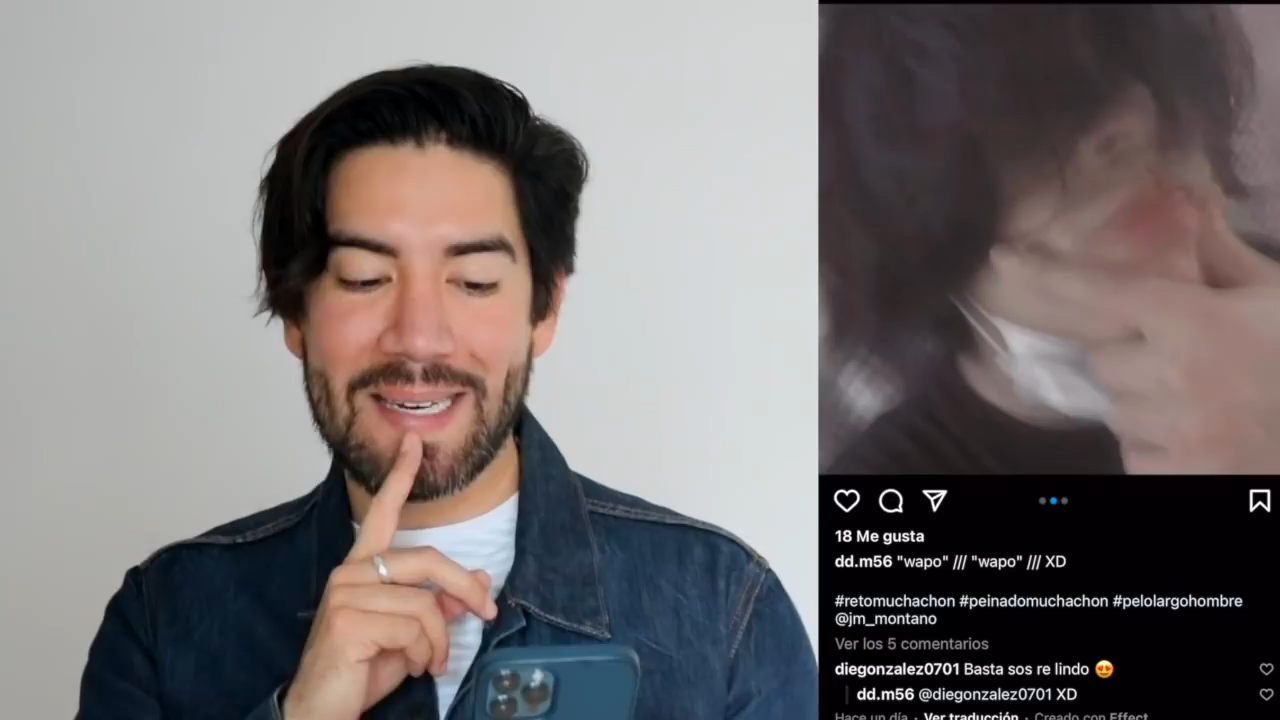 18 Me gusta
dd.m56 "wapo" /// "wapo" /// XD
#retomuchachon #peinadomuchachon #pelolargohombre
@jm_montano
Ver los 5 comentarios
diegonzalez0701 Basta sos re lindo 😍
dd.m56 @diegonzalez0701 XD
Hace un día · Ver traducción · Creado con Effect